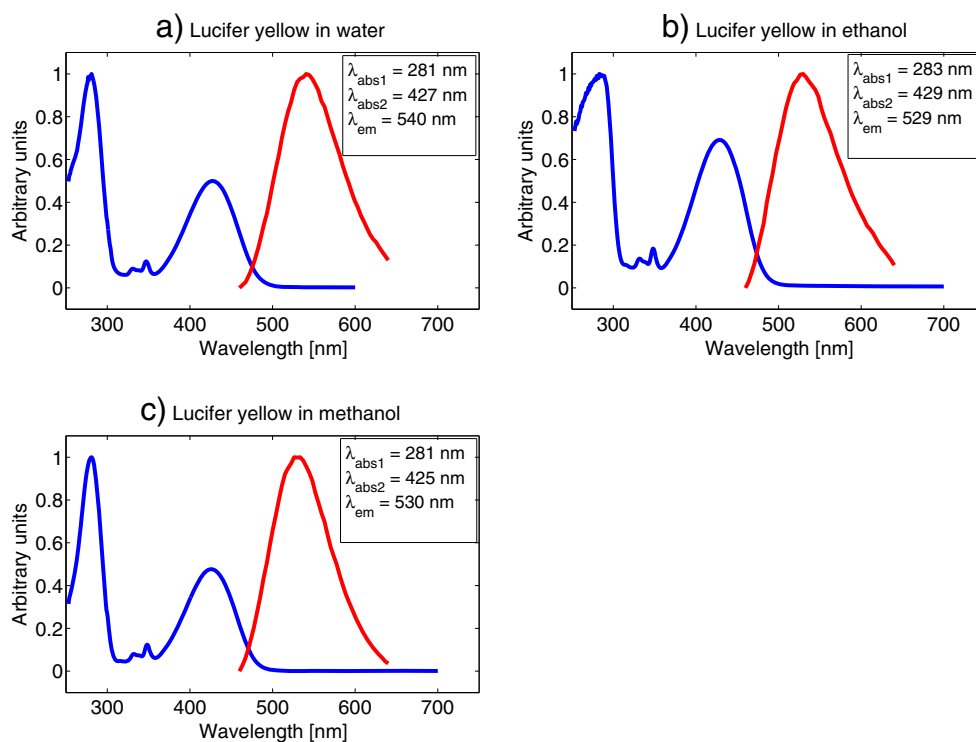 a) Lucifer yellow in water
λabs1 = 281 nm
λabs2 = 427 nm
λem = 540 nm
Arbitrary units
1
0.8
0.6
0.4
0.2
0
300 400 500 600 700
Wavelength [nm]
b) Lucifer yellow in ethanol
λabs1 = 283 nm
λabs2 = 429 nm
λem = 529 nm
Arbitrary units
1
0.8
0.6
0.4
0.2
0
300 400 500 600 700
Wavelength [nm]
c) Lucifer yellow in methanol
λabs1 = 281 nm
λabs2 = 425 nm
λem = 530 nm
Arbitrary units
1
0.8
0.6
0.4
0.2
0
300 400 500 600 700
Wavelength [nm]